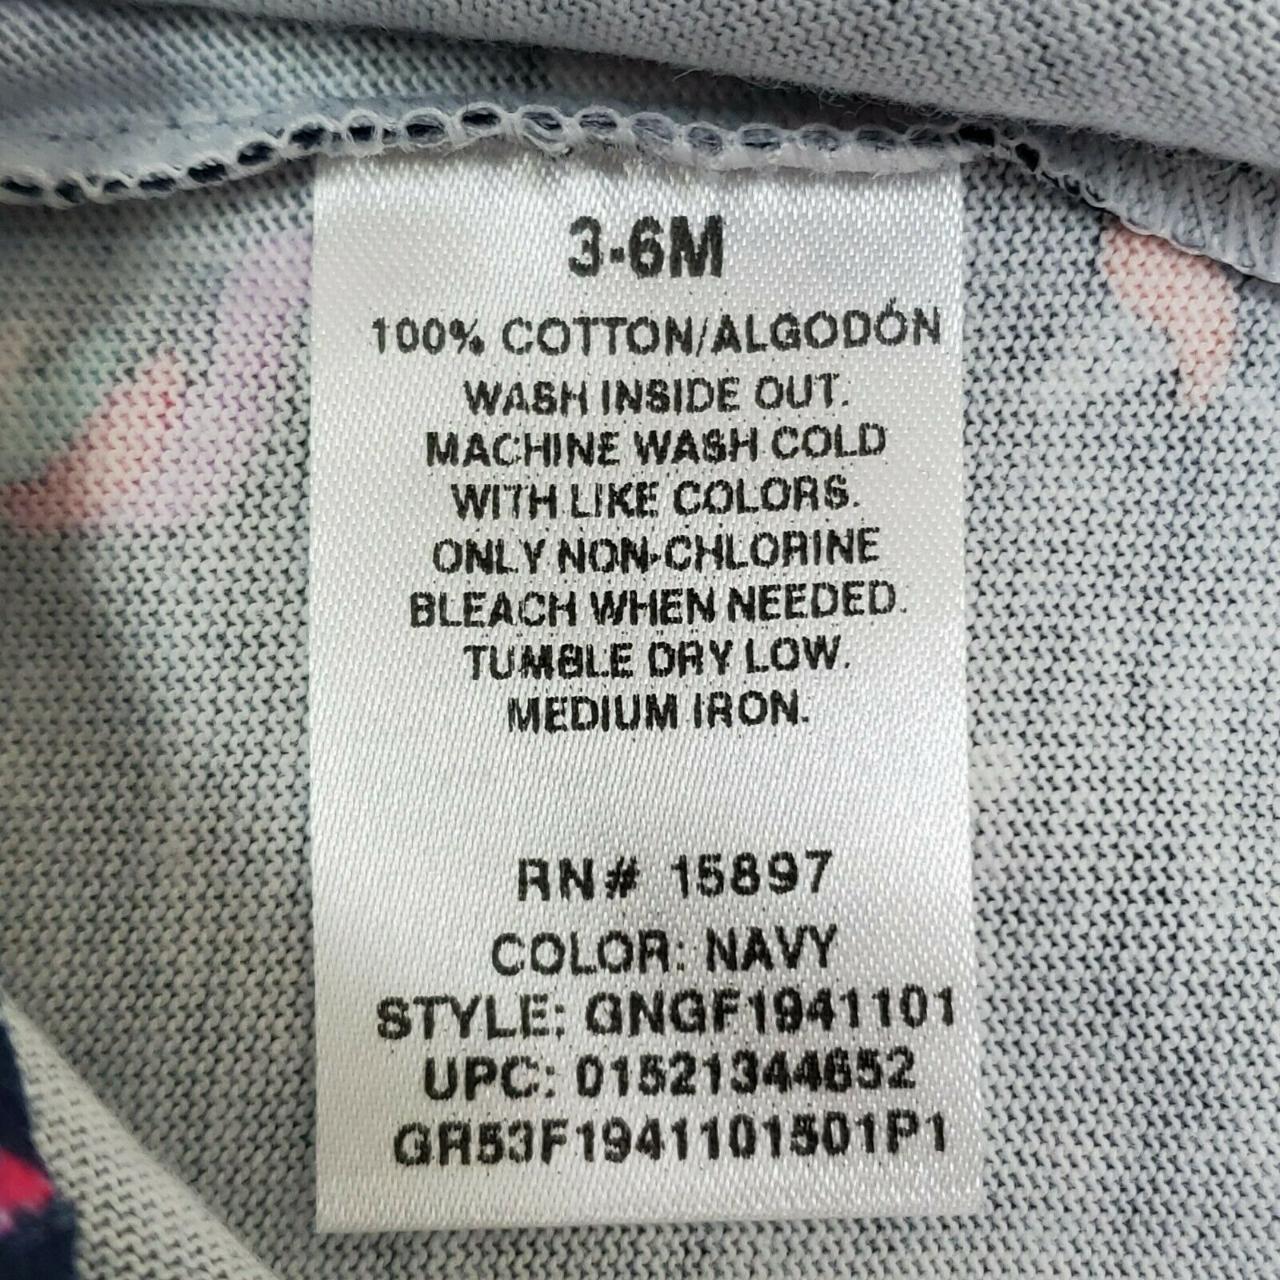 3-6M
100% COTTON/ALGODÓN
WASH INSIDE OUT.
MACHINE WASH COLD
WITH LIKE COLORS.
ONLY NON-CHLORINE
BLEACH WHEN NEEDED.
TUMBLE DRY LOW.
MEDIUM IRON.
RN# 15897
COLOR: NAVY
STYLE: GNGF1941101
UPC: 01521344652
GR53F1941101501P1